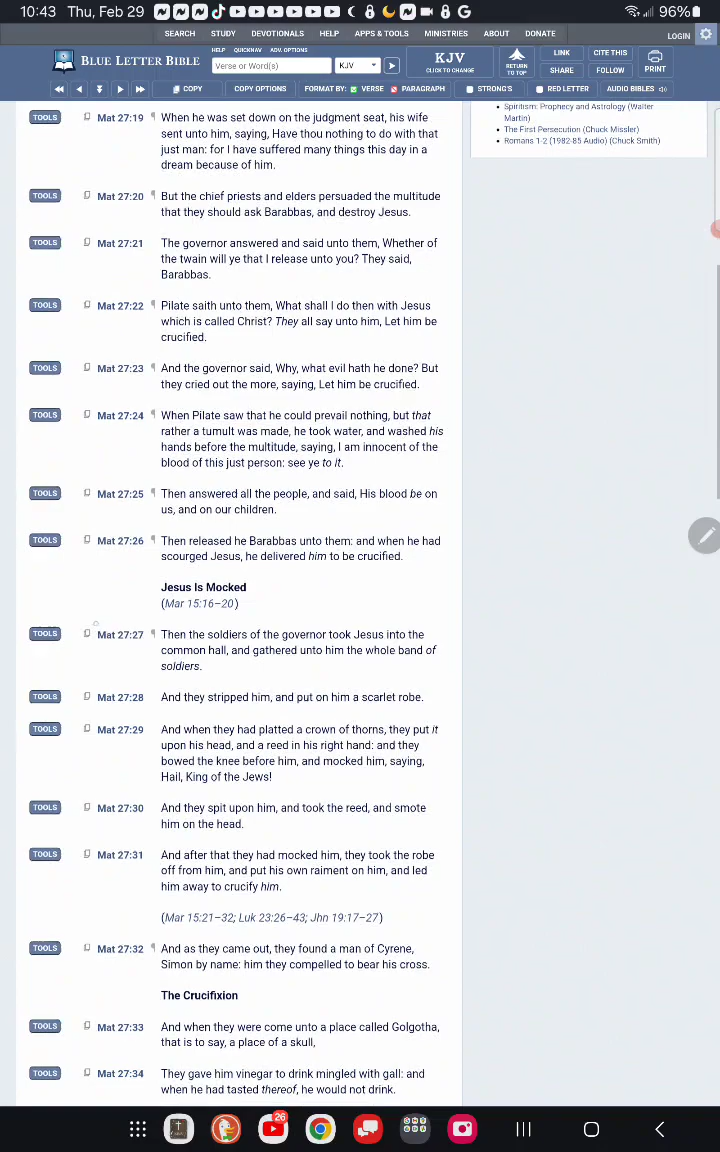 10:43 Thu, Feb 29
96%
SEARCH STUDY DEVOTIONALS HELP APPS & TOOLS MINISTRIES ABOUT DONATE
LOGIN
BLUE LETTER BIBLE
HELP QUICKNAV ADV. OPTIONS
Verse or Word(s)
KJV
KJV
CLICK TO CHANGE
RETURN
TO TOP
LINK
CITE THIS
SHARE
FOLLOW
PRINT
COPY COPY OPTIONS FORMAT BY: VERSE PARAGRAPH STRONG'S RED LETTER AUDIO BIBLES
Spiritism: Prophecy and Astrology (Walter
Martin)
The First Persecution (Chuck Missler)
Romans 1-2 (1982-85 Audio) (Chuck Smith)
TOOLS Mat 27:19 ¶ When he was set down on the judgment seat, his wife
sent unto him, saying, Have thou nothing to do with that
just man: for I have suffered many things this day in a
dream because of him.
TOOLS Mat 27:20 ¶ But the chief priests and elders persuaded the multitude
that they should ask Barabbas, and destroy Jesus.
TOOLS Mat 27:21 The governor answered and said unto them, Whether of
the twain will ye that I release unto you? They said,
Barabbas.
TOOLS Mat 27:22 ¶ Pilate saith unto them, What shall I do then with Jesus
which is called Christ? They all say unto him, Let him be
crucified.
TOOLS Mat 27:23 ¶ And the governor said, Why, what evil hath he done? But
they cried out the more, saying, Let him be crucified.
TOOLS Mat 27:24 ¶ When Pilate saw that he could prevail nothing, but that
rather a tumult was made, he took water, and washed his
hands before the multitude, saying, I am innocent of the
blood of this just person: see ye to it.
TOOLS Mat 27:25 ¶ Then answered all the people, and said, His blood be on
us, and on our children.
TOOLS Mat 27:26 ¶ Then released he Barabbas unto them: and when he had
scourged Jesus, he delivered him to be crucified.
Jesus Is Mocked
(Mar 15:16–20)
TOOLS Mat 27:27 ¶ Then the soldiers of the governor took Jesus into the
common hall, and gathered unto him the whole band of
soldiers.
TOOLS Mat 27:28 And they stripped him, and put on him a scarlet robe.
TOOLS Mat 27:29 And when they had platted a crown of thorns, they put it
upon his head, and a reed in his right hand: and they
bowed the knee before him, and mocked him, saying,
Hail, King of the Jews!
TOOLS Mat 27:30 And they spit upon him, and took the reed, and smote
him on the head.
TOOLS Mat 27:31 And after that they had mocked him, they took the robe
off from him, and put his own raiment on him, and led
him away to crucify him.
(Mar 15:21–32; Luk 23:26–43; Jhn 19:17–27)
TOOLS Mat 27:32 ¶ And as they came out, they found a man of Cyrene,
Simon by name: him they compelled to bear his cross.
The Crucifixion
TOOLS Mat 27:33 And when they were come unto a place called Golgotha,
that is to say, a place of a skull,
TOOLS Mat 27:34 They gave him vinegar to drink mingled with gall: and
when he had tasted thereof, he would not drink.
26